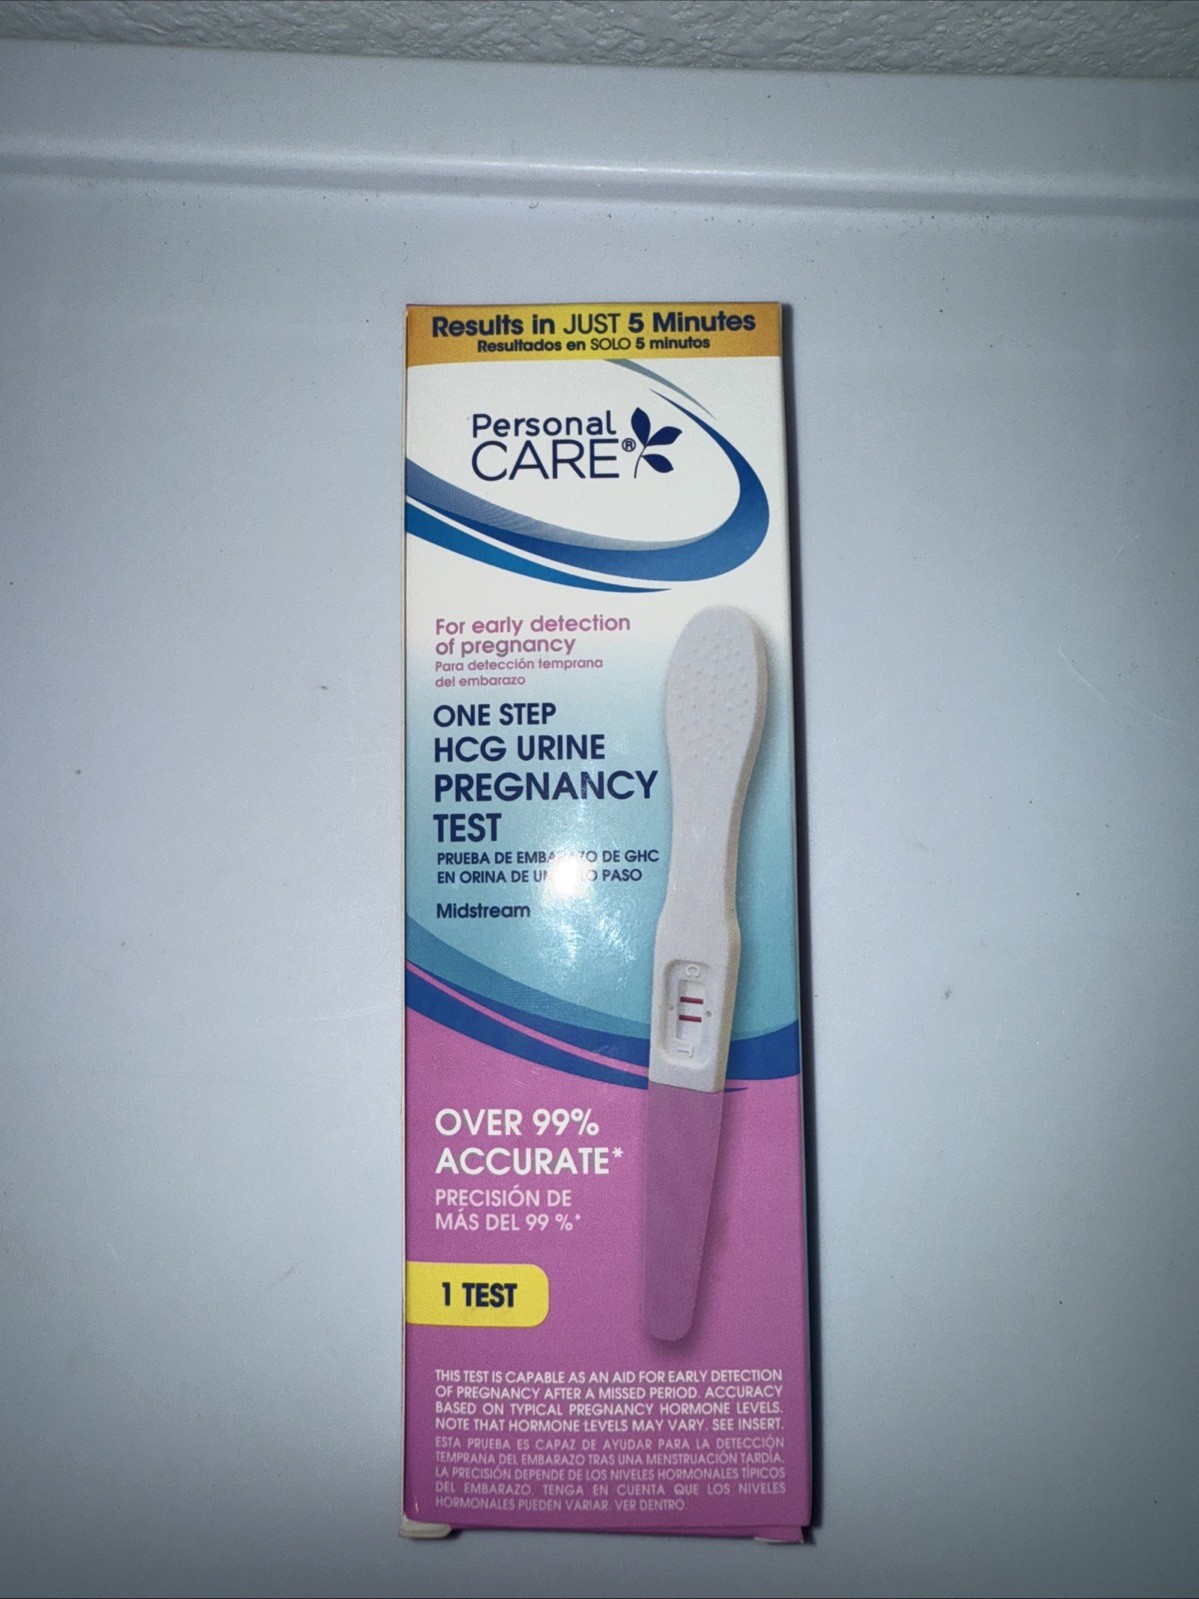 Results in JUST 5 Minutes
Resultados en SOLO 5 minutos
Personal
CARE®
For early detection
of pregnancy
Para detección temprana
del embarazo
ONE STEP
HCG URINE
PREGNANCY
TEST
PRUEBA DE DE GHC
EN ORINA DE PASO
Midstream
C
T
OVER 99%
ACCURATE*
PRECISIÓN DE
MÁS DEL 99 %*
1 TEST
THIS TEST IS CAPABLE AS AN AID FOR EARLY DETECTION
OF PREGNANCY AFTER A MISSED PERIOD. ACCURACY
BASED ON TYPICAL PREGNANCY HORMONE LEVELS.
NOTE THAT HORMONE LEVELS MAY VARY. SEE INSERT.
ESTA PRUEBA ES CAPAZ DE AYUDAR PARA LA DETECCIÓN
TEMPRANA DEL EMBARAZO TRAS UNA MENSTRUACIÓN TARDÍA.
LA PRECISIÓN DEPENDE DE LOS NIVELES HORMONALES TÍPICOS
DEL EMBARAZO. TENGA EN CUENTA QUE LOS NIVELES
HORMONALES PUEDEN VARIAR. VER DENTRO.